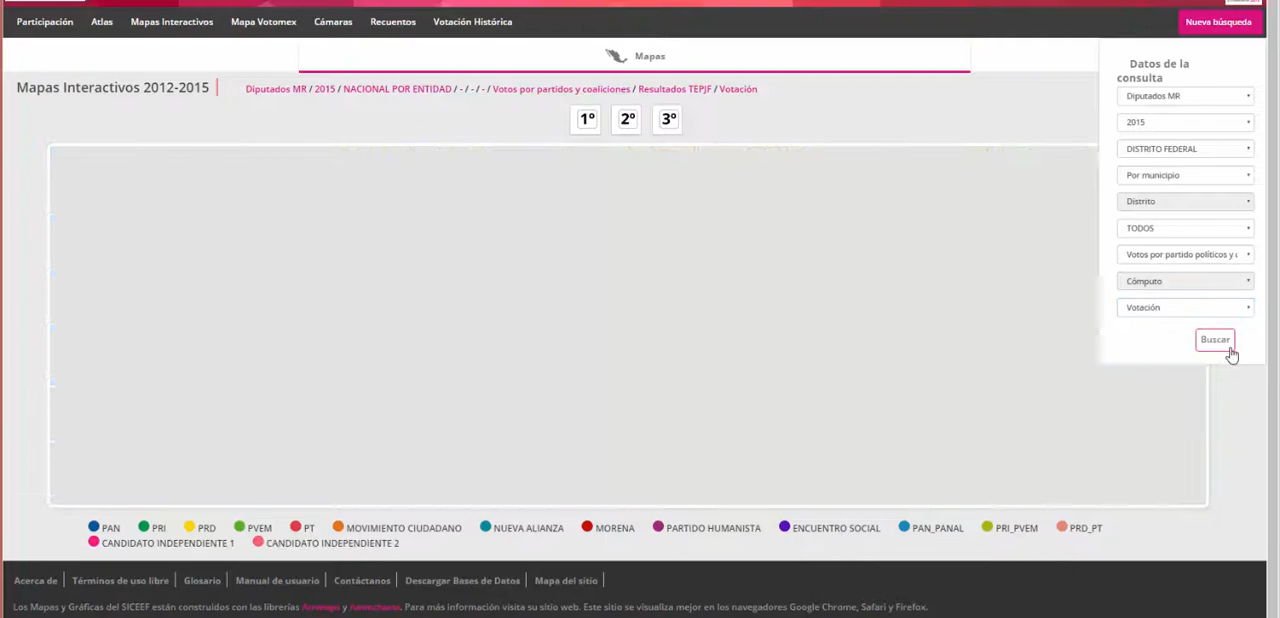 Participación Atlas Mapas Interactivos Mapa Votomex Cámaras Recuentos Votación Histórica Nueva búsqueda
Mapas
Mapas Interactivos 2012-2015
Diputados MR / 2015 / NACIONAL POR ENTIDAD / - / - / - / Votos por partidos y coaliciones / Resultados TEPJF / Votación
1º 2º 3º
Datos de la
consulta
Diputados MR
2015
DISTRITO FEDERAL
Por municipio
Distrito
TODOS
Votos por partido políticos y c
Cómputo
Votación
Buscar
PAN PRI PRD PVEM PT MOVIMIENTO CIUDADANO NUEVA ALIANZA MORENA PARTIDO HUMANISTA ENCUENTRO SOCIAL PAN_PANAL PRI_PVEM PRD_PT
CANDIDATO INDEPENDIENTE 1 CANDIDATO INDEPENDIENTE 2
Acerca de Términos de uso libre Glosario Manual de usuario Contáctanos Descargar Bases de Datos Mapa del sitio
Los Mapas y Gráficas del SICEEF están construidos con las librerías y . Para más información visita su sitio web. Este sitio se visualiza mejor en los navegadores Google Chrome, Safari y Firefox.